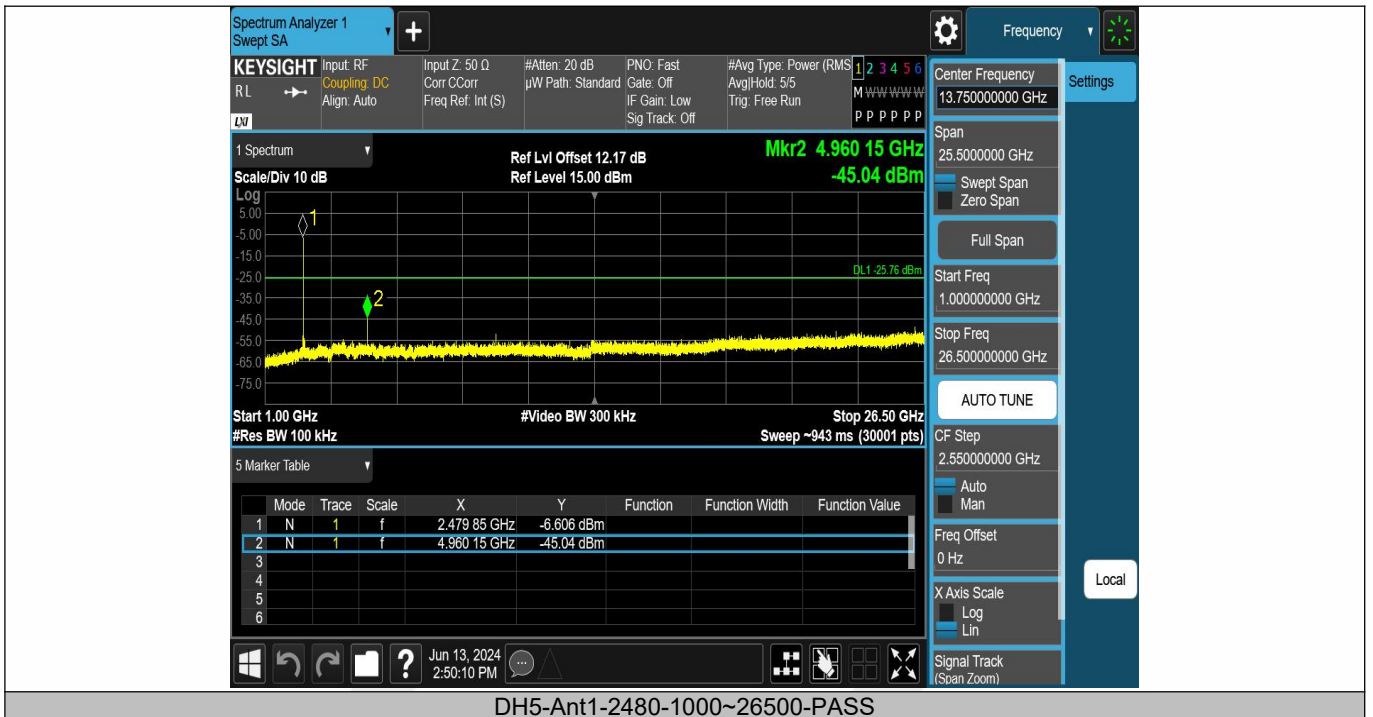 Spectrum Analyzer 1
Swept SA
Frequency
KEYSIGHT
RL
LXI
Input: RF
Coupling: DC
Align: Auto
Input Z: 50 Ω
Corr CCorr
Freq Ref: Int (S)
#Atten: 20 dB
µW Path: Standard
PNO: Fast
Gate: Off
IF Gain: Low
Sig Track: Off
#Avg Type: Power (RMS
Avg|Hold: 5/5
Trig: Free Run
1 2 3 4 5 6
M W W W W W
P P P P P P
1 Spectrum
Scale/Div 10 dB
Ref Lvl Offset 12.17 dB
Ref Level 15.00 dBm
Mkr2 4.960 15 GHz
-45.04 dBm
Log
5.00
-5.00
-15.0
-25.0
-35.0
-45.0
-55.0
-65.0
-75.0
1
2
DL1 -25.76 dBm
Start 1.00 GHz
#Video BW 300 kHz
Stop 26.50 GHz
#Res BW 100 kHz
Sweep ~943 ms (30001 pts)
5 Marker Table
Mode Trace Scale X Y Function Function Width Function Value
1 N 1 f 2.479 85 GHz -6.606 dBm
2 N 1 f 4.960 15 GHz -45.04 dBm
3
4
5
6
Jun 13, 2024
2:50:10 PM
Center Frequency
13.750000000 GHz
Settings
Span
25.5000000 GHz
Swept Span
Zero Span
Full Span
Start Freq
1.000000000 GHz
Stop Freq
26.500000000 GHz
AUTO TUNE
CF Step
2.550000000 GHz
Auto
Man
Freq Offset
0 Hz
X Axis Scale
Log
Lin
Local
Signal Track
(Span Zoom)
DH5-Ant1-2480-1000~26500-PASS